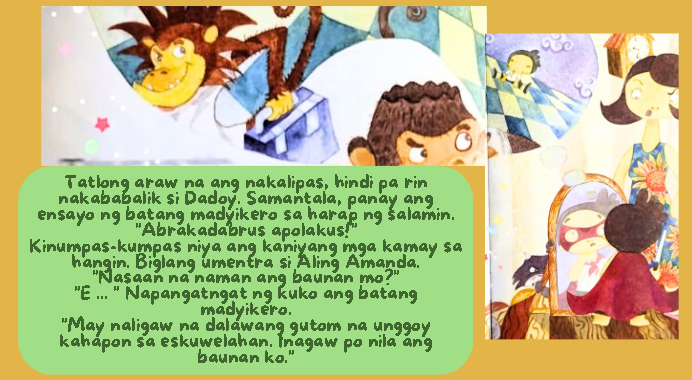 Tatlong araw na ang nakalipas, hindi pa rin
nakababalik si Dadoy. Samantala, panay ang
ensayo ng batang madyikero sa harap ng salamin.
"Abrakadabrus apolakus!"
Kinumpas-kumpas niya ang kaniyang mga kamay sa
hangin. Biglang umentra si Aling Amanda.
"Nasaan na naman ang baunan mo?"
"E ... " Napangatngat ng kuko ang batang
madyikero.
"May naligaw na dalawang gutom na unggoy
kahapon sa eskuwelahan. Inagaw po nila ang
baunan ko."